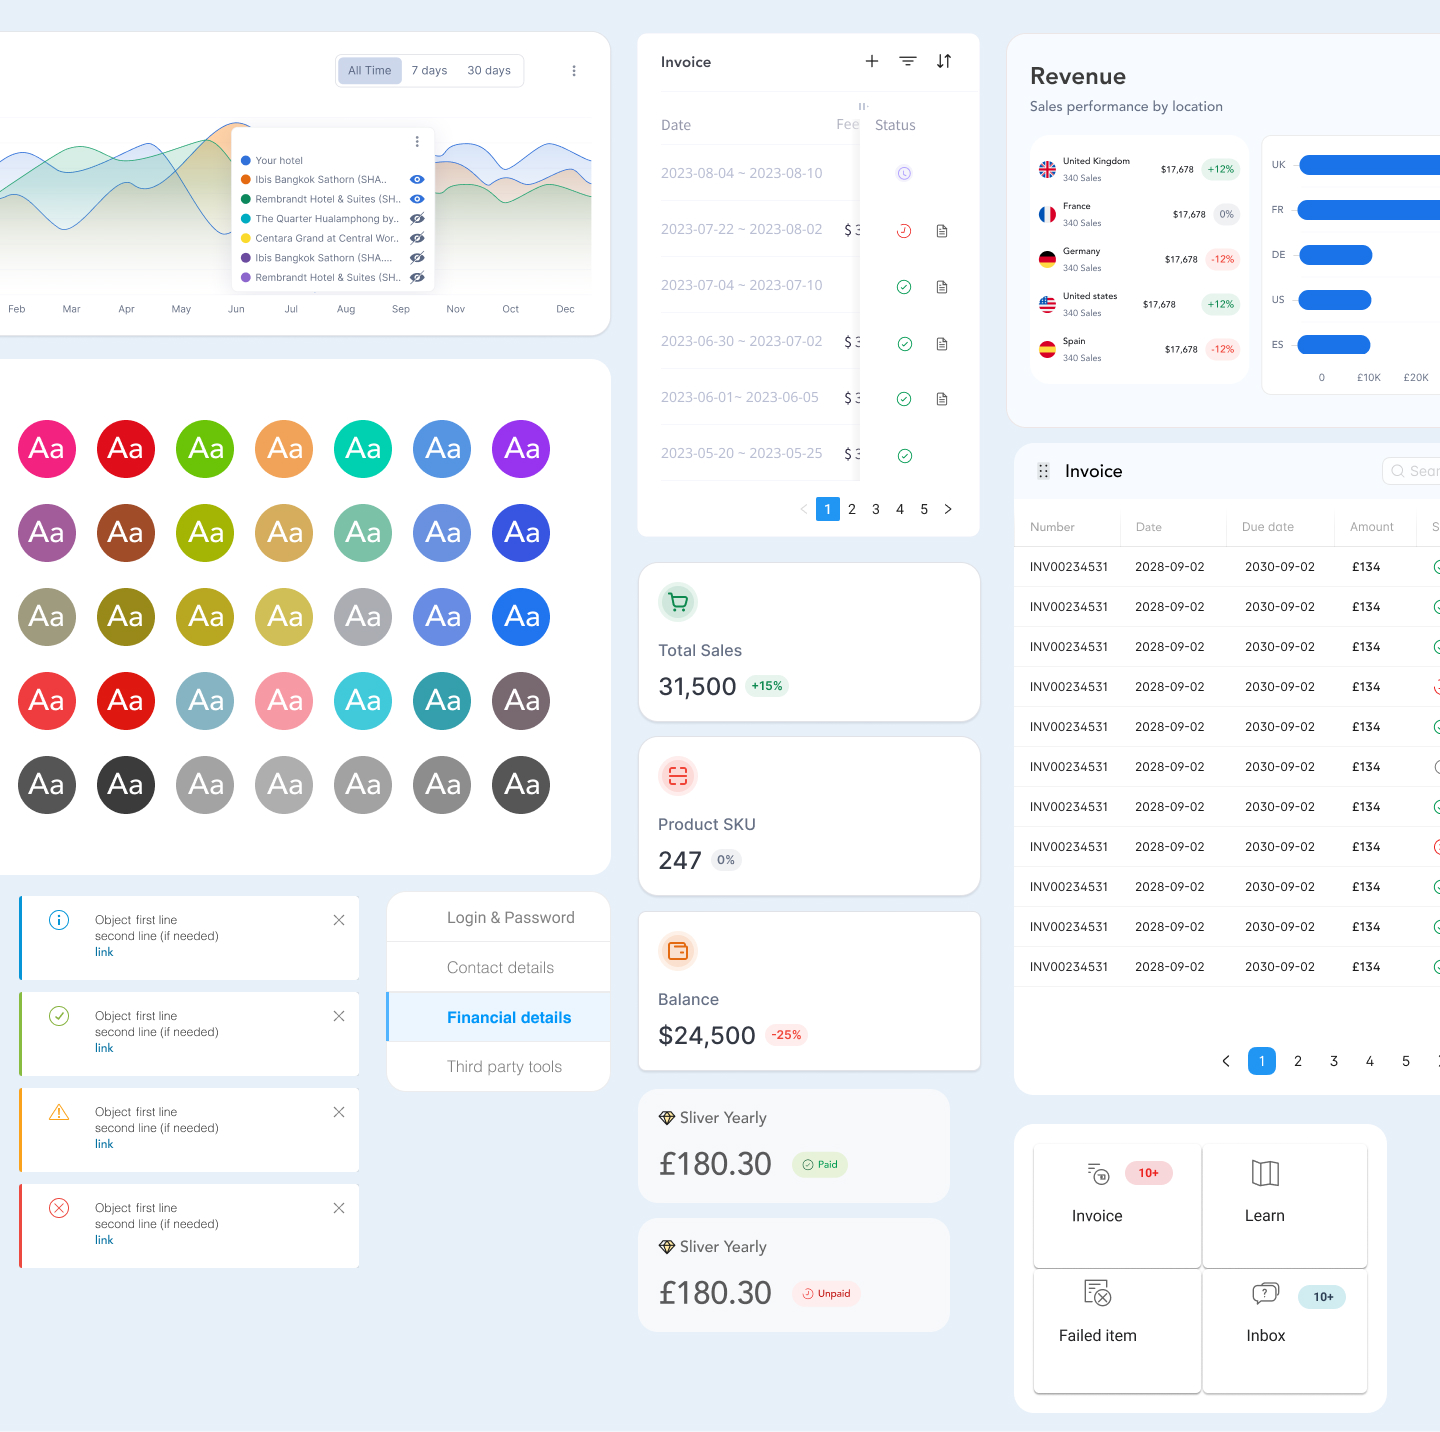 All Time 7 days 30 days
Your hotel
Ibis Bangkok Sathorn (SHA..
Rembrandt Hotel & Suites (SH..
The Quarter Hualamphong by..
Centara Grand at Central Wor..
Ibis Bangkok Sathorn (SHA....
Rembrandt Hotel & Suites (SH..
Feb Mar Apr May Jun Jul Aug Sep Nov Oct Dec
Aa Aa Aa Aa Aa Aa Aa
Aa Aa Aa Aa Aa Aa Aa
Aa Aa Aa Aa Aa Aa Aa
Aa Aa Aa Aa Aa Aa Aa
Aa Aa Aa Aa Aa Aa Aa
Object first line
second line (if needed)
link
Object first line
second line (if needed)
link
Object first line
second line (if needed)
link
Object first line
second line (if needed)
link
Login & Password
Contact details
Financial details
Third party tools
Invoice
Date Fee Status
2023-08-04 ~ 2023-08-10
2023-07-22 ~ 2023-08-02 $ 3
2023-07-04 ~ 2023-07-10
2023-06-30 ~ 2023-07-02 $ 3
2023-06-01~ 2023-06-05 $ 3
2023-05-20 ~ 2023-05-25 $ 3
< 1 2 3 4 5 >
Total Sales
31,500 +15%
Product SKU
247 0%
Balance
$24,500 -25%
Sliver Yearly
£180.30 Paid
Sliver Yearly
£180.30 Unpaid
Revenue
Sales performance by location
United Kingdom
340 Sales
$17,678 +12%
France
340 Sales
$17,678 0%
Germany
340 Sales
$17,678 -12%
United states
340 Sales
$17,678 +12%
Spain
340 Sales
$17,678 -12%
UK
FR
DE
US
ES
0 £10K £20K
Invoice Sear
Number Date Due date Amount S
INV00234531 2028-09-02 2030-09-02 £134
INV00234531 2028-09-02 2030-09-02 £134
INV00234531 2028-09-02 2030-09-02 £134
INV00234531 2028-09-02 2030-09-02 £134
INV00234531 2028-09-02 2030-09-02 £134
INV00234531 2028-09-02 2030-09-02 £134
INV00234531 2028-09-02 2030-09-02 £134
INV00234531 2028-09-02 2030-09-02 £134
INV00234531 2028-09-02 2030-09-02 £134
INV00234531 2028-09-02 2030-09-02 £134
INV00234531 2028-09-02 2030-09-02 £134
< 1 2 3 4 5
10+
Invoice
Learn
Failed item
10+
Inbox